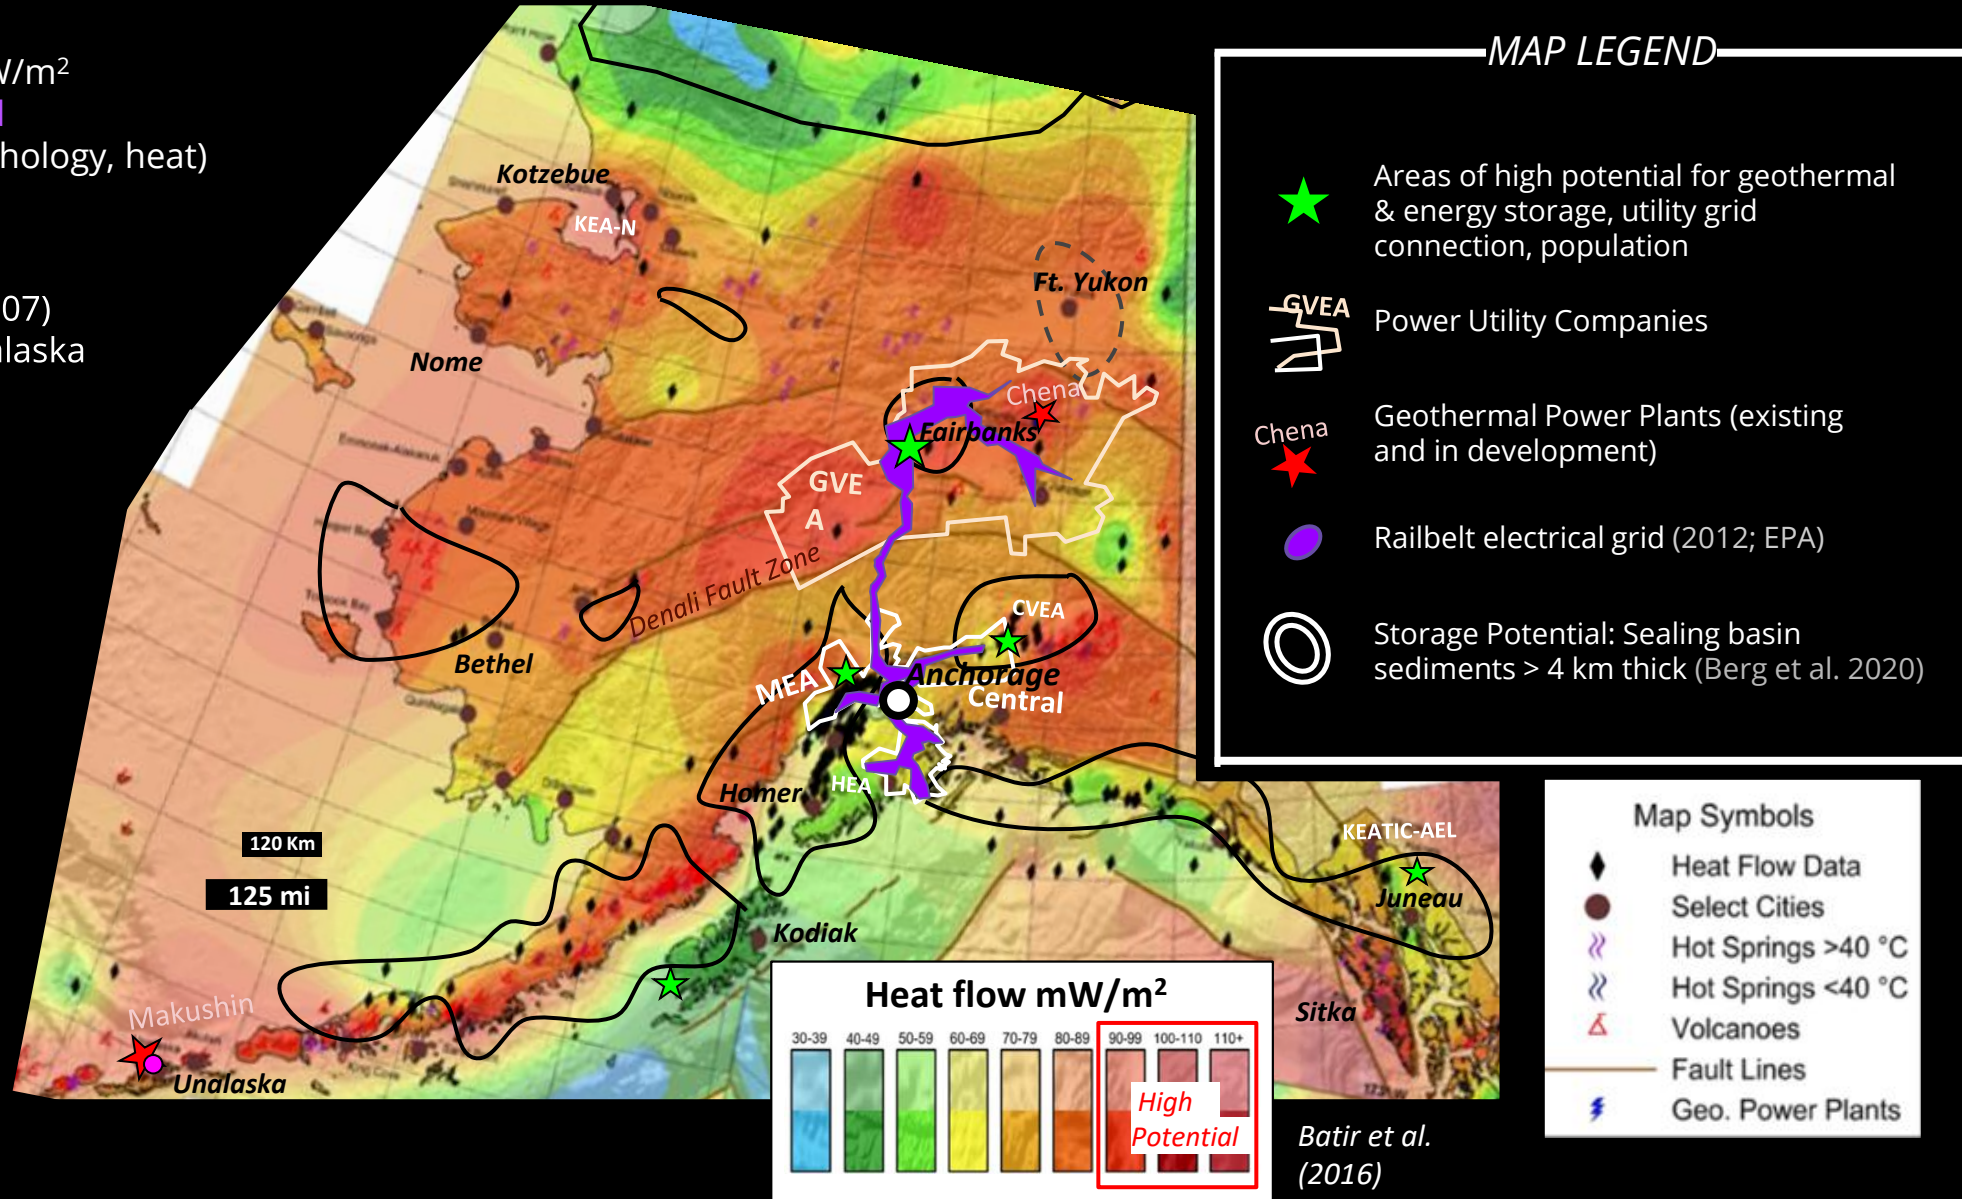 W/m²
hology, heat)
07)
alaska
Kotzebue
KEA-N
Nome
Ft. Yukon
Chena
Fairbanks
GVE
A
Denali Fault Zone
Bethel
CVEA
MEA
Anchorage
Central
Homer
HEA
KEATIC-AEL
Juneau
Kodiak
Sitka
Makushin
Unalaska
120 Km
125 mi
MAP LEGEND
Areas of high potential for geothermal
& energy storage, utility grid
connection, population
GVEA
Power Utility Companies
Chena
Geothermal Power Plants (existing
and in development)
Railbelt electrical grid (2012; EPA)
Storage Potential: Sealing basin
sediments > 4 km thick (Berg et al. 2020)
Map Symbols
Heat Flow Data
Select Cities
Hot Springs >40 °C
Hot Springs <40 °C
Volcanoes
Fault Lines
Geo. Power Plants
Heat flow mW/m²
30-39 40-49 50-59 60-69 70-79 80-89 90-99 100-110 110+
High
Potential
Batir et al.
(2016)